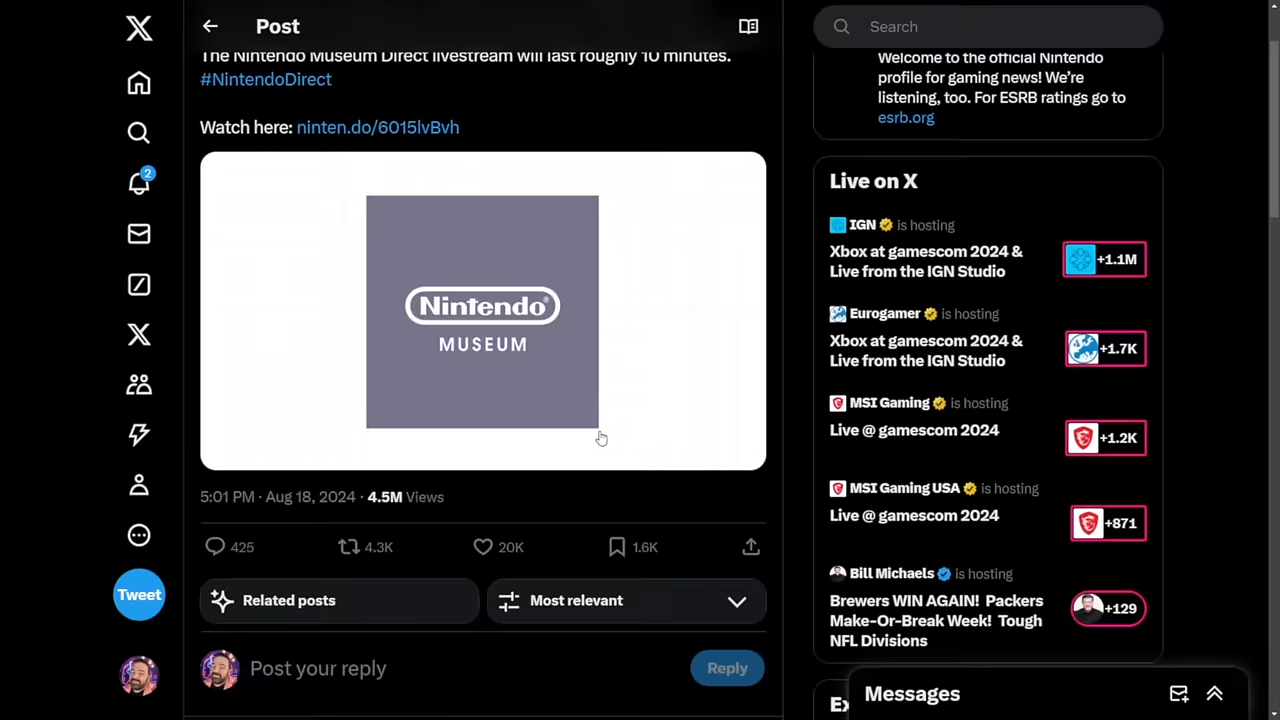 Post
Search
The Nintendo Museum Direct livestream will last roughly 10 minutes.
#NintendoDirect
Watch here: ninten.do/6015lvBvh
Nintendo®
MUSEUM
5:01 PM · Aug 18, 2024 · 4.5M Views
425
4.3K
20K
1.6K
Related posts
Most relevant
Post your reply
Reply
2
Tweet
Welcome to the official Nintendo
profile for gaming news! We're
listening, too. For ESRB ratings go to
esrb.org
Live on X
IGN is hosting
Xbox at gamescom 2024 &
Live from the IGN Studio
+1.1M
Eurogamer is hosting
Xbox at gamescom 2024 &
Live from the IGN Studio
+1.7K
MSI Gaming is hosting
Live @ gamescom 2024
+1.2K
MSI Gaming USA is hosting
Live @ gamescom 2024
+871
Bill Michaels is hosting
Brewers WIN AGAIN! Packers
Make-Or-Break Week! Tough
NFL Divisions
+129
Messages